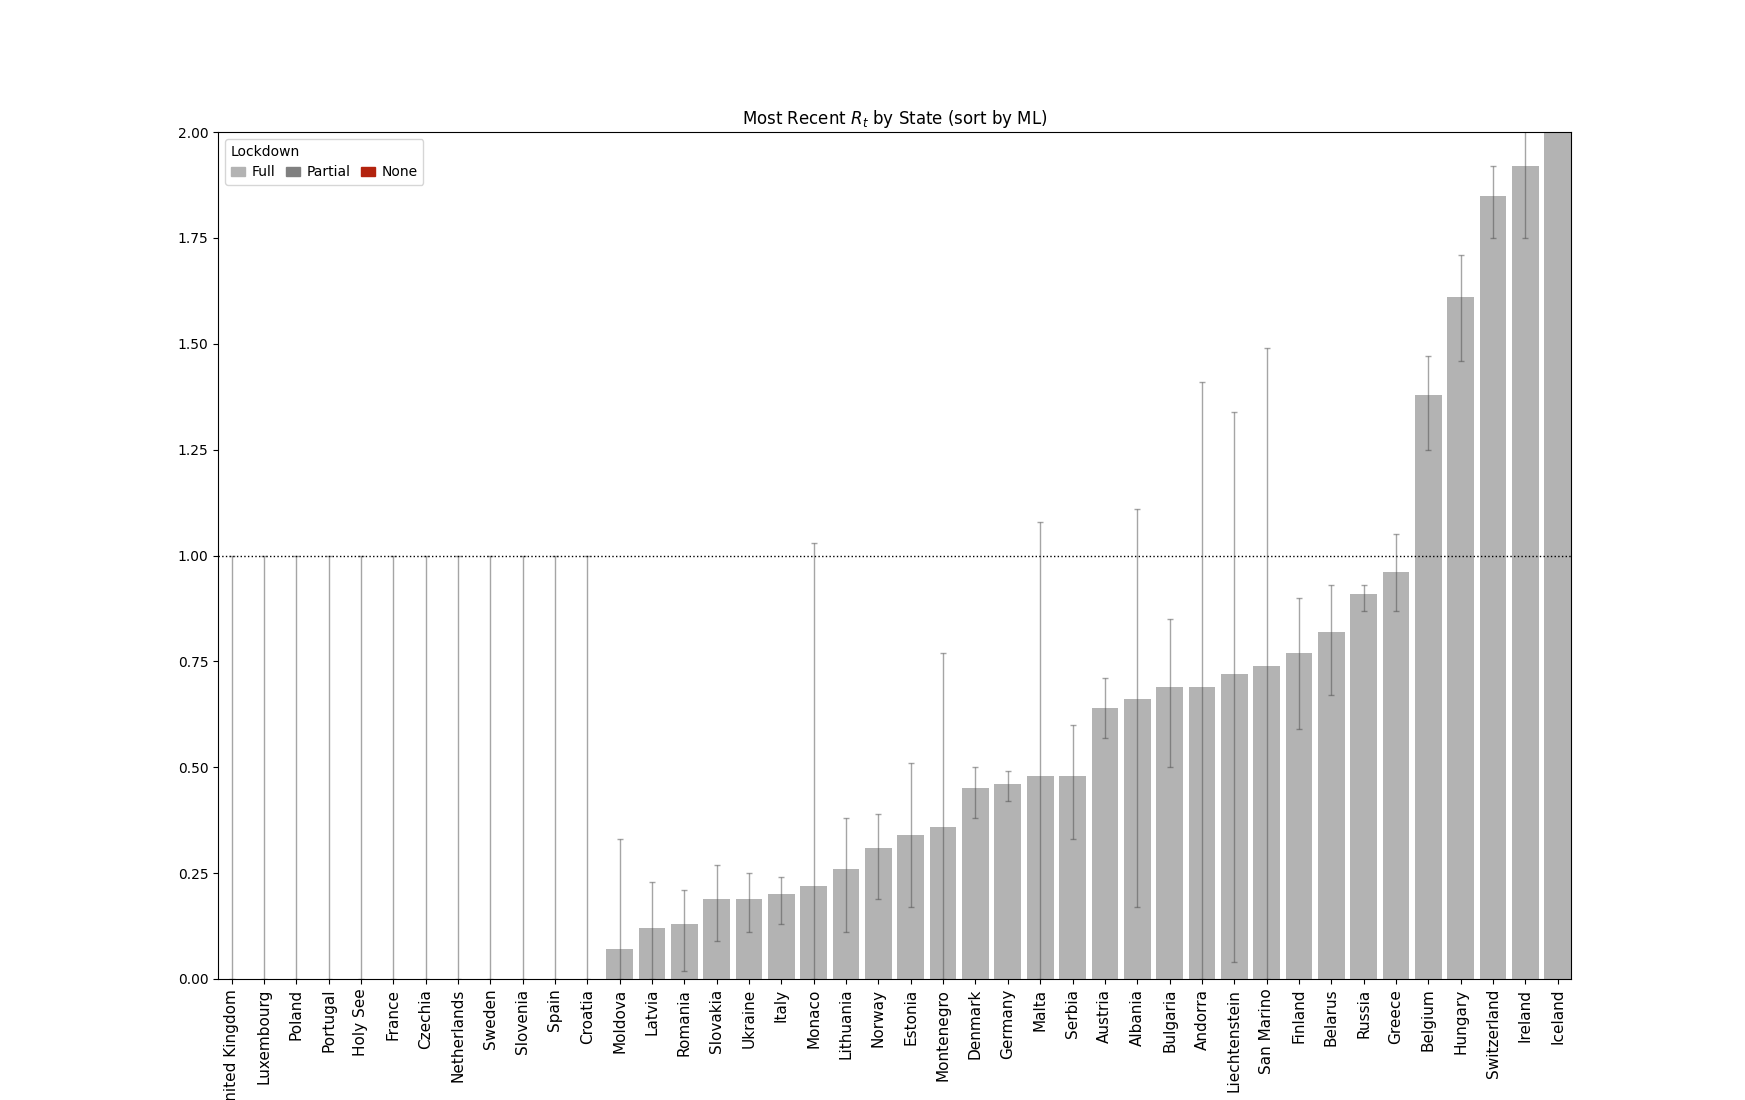 Most Recent Rt by State (sort by ML)
Lockdown
Full Partial None
2.00
1.75
1.50
1.25
1.00
0.75
0.50
0.25
0.00
nited Kingdom
Luxembourg
Poland
Portugal
Holy See
France
Czechia
Netherlands
Sweden
Slovenia
Spain
Croatia
Moldova
Latvia
Romania
Slovakia
Ukraine
Italy
Monaco
Lithuania
Norway
Estonia
Montenegro
Denmark
Germany
Malta
Serbia
Austria
Albania
Bulgaria
Andorra
Liechtenstein
San Marino
Finland
Belarus
Russia
Greece
Belgium
Hungary
Switzerland
Ireland
Iceland